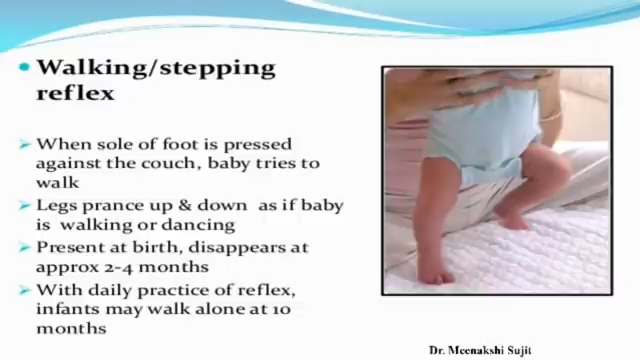 Walking/stepping
reflex
When sole of foot is pressed
against the couch, baby tries to
walk
Legs prance up & down as if baby
is walking or dancing
Present at birth, disappears at
approx 2-4 months
With daily practice of reflex,
infants may walk alone at 10
months
Dr. Meenakshi Sujit